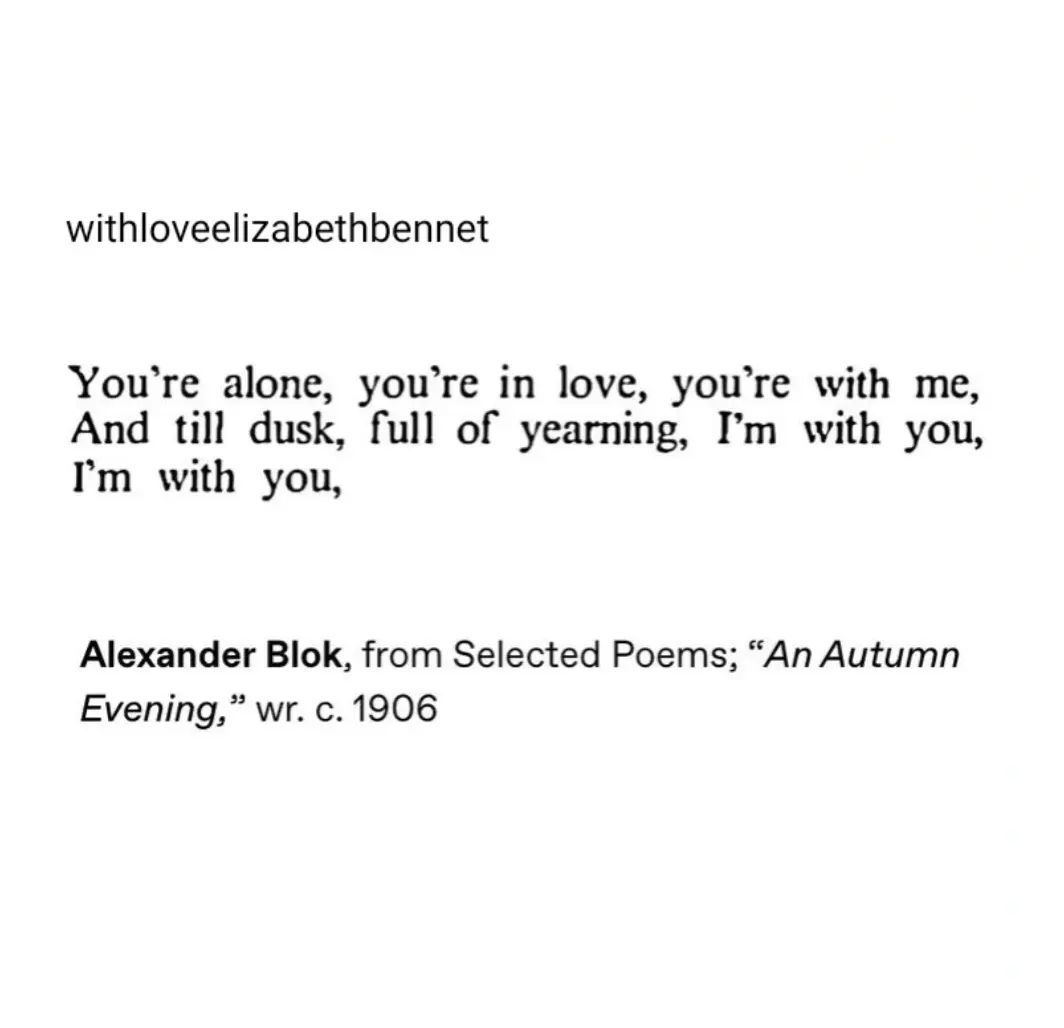 withloveelizabethbennet
You're alone, you're in love, you're with me,
And till dusk, full of yearning, I'm with you,
I'm with you,
Alexander Blok, from Selected Poems; “An Autumn
Evening,” wr. c. 1906